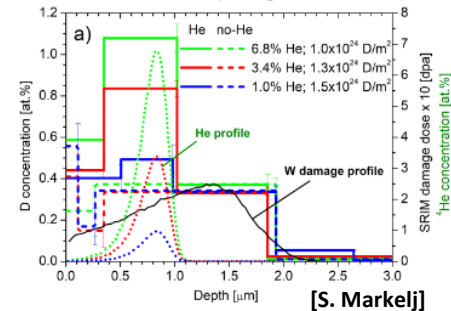 a)
He no-He
6.8% He; 1.0x10²⁴ D/m²
3.4% He; 1.3x10²⁴ D/m²
1.0% He; 1.5x10²⁴ D/m²
He profile
W damage profile
D concentration [at.%]
1.2
1.0
0.8
0.6
0.4
0.2
0.0
8
7
6
5
4
3
2
1
0
SRIM damage dose x 10 [dpa]
⁴He concentration [at.%]
0.0 0.5 1.0 1.5 2.0 2.5 3.0
Depth [μm]
[S. Markelj]